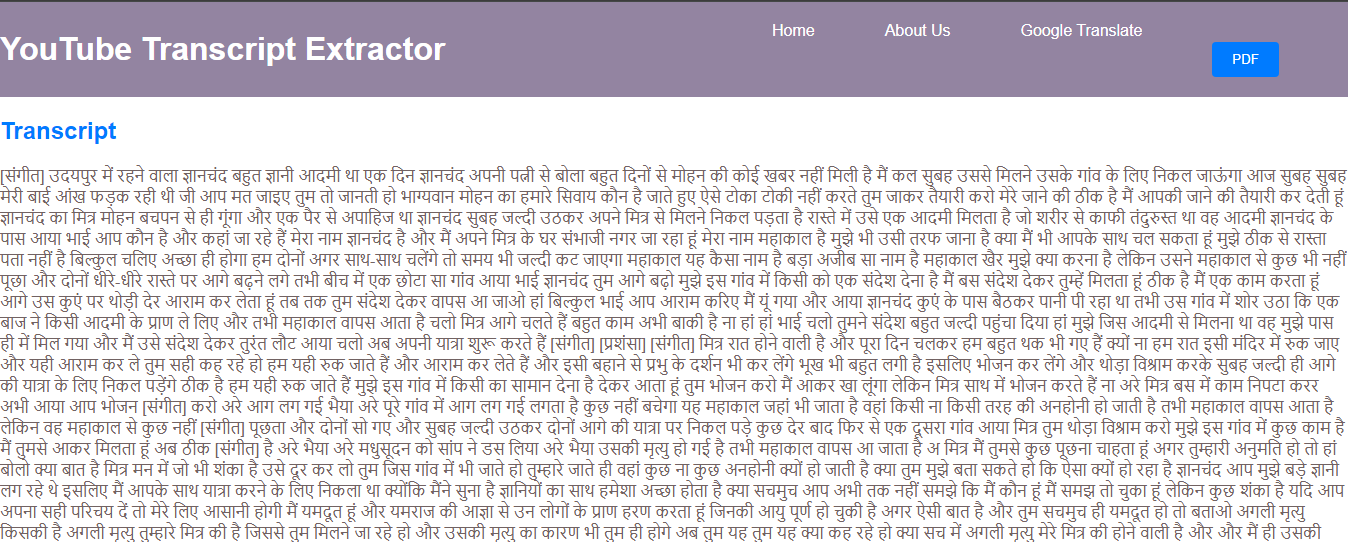 YouTube Transcript Extractor
Home
About Us
Google Translate
PDF
Transcript
[संगीत] उदयपुर में रहने वाला ज्ञानचंद बहुत ज्ञानी आदमी था एक दिन ज्ञानचंद अपनी पत्नी से बोला बहुत दिनों से मोहन की कोई खबर नहीं मिली है मैं कल सुबह उससे मिलने उसके गांव के लिए निकल जाऊंगा आज सुबह सुबह
मेरी बाई आंख फड़क रही थी जी आप मत जाइए तुम तो जानती हो भाग्यवान मोहन का हमारे सिवाय कौन है जाते हुए ऐसे टोका टोकी नहीं करते तुम जाकर तैयारी करो मेरे जाने की ठीक है मैं आपकी जाने की तैयारी कर देती हूं
ज्ञानचंद का मित्र मोहन बचपन से ही गूंगा और एक पैर से अपाहिज था ज्ञानचंद सुबह जल्दी उठकर अपने मित्र से मिलने निकल पड़ता है रास्ते में उसे एक आदमी मिलता है जो शरीर से काफी तंदुरुस्त था वह आदमी ज्ञानचंद के
पास आया भाई आप कौन है और कहां जा रहे हैं मेरा नाम ज्ञानचंद है और मैं अपने मित्र के घर संभाजी नगर जा रहा हूं मेरा नाम महाकाल है मुझे भी उसी तरफ जाना है क्या मैं भी आपके साथ चल सकता हूं मुझे ठीक से रास्ता
पता नहीं है बिल्कुल चलिए अच्छा ही होगा हम दोनों अगर साथ-साथ चलेंगे तो समय भी जल्दी कट जाएगा महाकाल यह कैसा नाम है बड़ा अजीब सा नाम है महाकाल खैर मुझे क्या करना है लेकिन उसने महाकाल से कुछ भी नहीं
पूछा और दोनों धीरे-धीरे रास्ते पर आगे बढ़ने लगे तभी बीच में एक छोटा सा गांव आया भाई ज्ञानचंद तुम आगे बढ़ो मुझे इस गांव में किसी को एक संदेश देना है मैं बस संदेश देकर तुम्हें मिलता हूं ठीक है मैं एक काम करता हूं
आगे उस कुएं पर थोड़ी देर आराम कर लेता हूं तब तक तुम संदेश देकर वापस आ जाओ हां बिल्कुल भाई आप आराम करिए मैं यूं गया और आया ज्ञानचंद कुएं के पास बैठकर पानी पी रहा था तभी उस गांव में शोर उठा कि एक
बाज ने किसी आदमी के प्राण ले लिए और तभी महाकाल वापस आता है चलो मित्र आगे चलते हैं बहुत काम अभी बाकी है ना हां हां भाई चलो तुमने संदेश बहुत जल्दी पहुंचा दिया हां मुझे जिस आदमी से मिलना था वह मुझे पास
ही में मिल गया और मैं उसे संदेश देकर तुरंत लौट आया चलो अब अपनी यात्रा शुरू करते हैं [संगीत] [प्रशंसा] [संगीत] मित्र रात होने वाली है और पूरा दिन चलकर हम बहुत थक भी गए हैं क्यों ना हम रात इसी मंदिर में रुक जाए
और यही आराम कर ले तुम सही कह रहे हो हम यही रुक जाते हैं और आराम कर लेते हैं और इसी बहाने से प्रभु के दर्शन भी कर लेंगे भूख भी बहुत लगी है इसलिए भोजन कर लेंगे और थोड़ा विश्राम करके सुबह जल्दी ही आगे
की यात्रा के लिए निकल पड़ेंगे ठीक है हम यही रुक जाते हैं मुझे इस गांव में किसी का सामान देना है देकर आता हूं तुम भोजन करो मैं आकर खा लूंगा लेकिन मित्र साथ में भोजन करते हैं ना अरे मित्र बस में काम निपटा करर
अभी आया आप भोजन [संगीत] करो अरे आग लग गई भैया अरे पूरे गांव में आग लग गई लगता है कुछ नहीं बचेगा यह महाकाल जहां भी जाता है वहां किसी ना किसी तरह की अनहोनी हो जाती है तभी महाकाल वापस आता है
लेकिन वह महाकाल से कुछ नहीं [संगीत] पूछता और दोनों सो गए और सुबह जल्दी उठकर दोनों आगे की यात्रा पर निकल पड़े कुछ देर बाद फिर से एक दूसरा गांव आया मित्र तुम थोड़ा विश्राम करो मुझे इस गांव में कुछ काम है
मैं तुमसे आकर मिलता हूं अब ठीक [संगीत] है अरे भैया अरे मधुसूदन को सांप ने डस लिया अरे भैया उसकी मृत्यु हो गई है तभी महाकाल वापस आ जाता है अ मित्र मैं तुमसे कुछ पूछना चाहता हूं अगर तुम्हारी अनुमति हो तो हां
बोलो क्या बात है मित्र मन में जो भी शंका है उसे दूर कर लो तुम जिस गांव में भी जाते हो तुम्हारे जाते ही वहां कुछ ना कुछ अनहोनी क्यों हो जाती है क्या तुम मुझे बता सकते हो कि ऐसा क्यों हो रहा है ज्ञानचंद आप मुझे बड़े ज्ञानी
लग रहे थे इसलिए मैं आपके साथ यात्रा करने के लिए निकला था क्योंकि मैंने सुना है ज्ञानियों का साथ हमेशा अच्छा होता है क्या सचमुच आप अभी तक नहीं समझे कि मैं कौन हूं मैं समझ तो चुका हूं लेकिन कुछ शंका है यदि आप
अपना सही परिचय दें तो मेरे लिए आसानी होगी मैं यमदूत हूं और यमराज की आज्ञा से उन लोगों के प्राण हरण करता हूं जिनकी आयु पूर्ण हो चुकी है अगर ऐसी बात है और तुम सचमुच ही यमदूत हो तो बताओ अगली मृत्यु
किसकी है अगली मृत्यु तुम्हारे मित्र की है जिससे तुम मिलने जा रहे हो और उसकी मृत्यु का कारण भी तुम ही होगे अब तुम यह तुम यह क्या कह रहे हो क्या सच में अगली मृत्यु मेरे मित्र की होने वाली है और और मैं ही उसकी